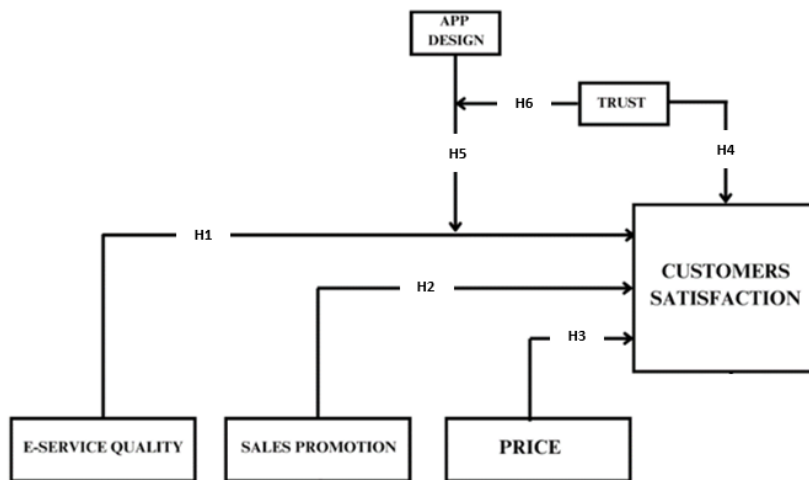 APP
DESIGN
H6
TRUST
H5
H4
H1
CUSTOMERS
SATISFACTION
H2
H3
E-SERVICE QUALITY
SALES PROMOTION
PRICE